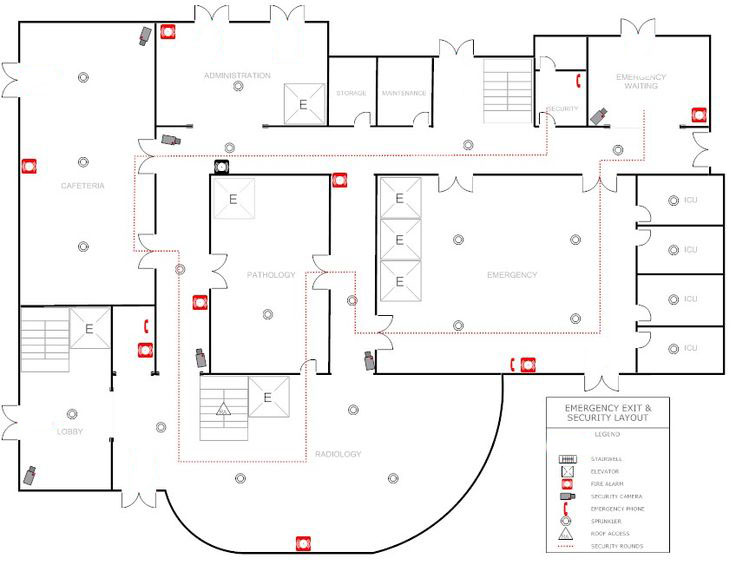 ADMINISTRATION
E
STORAGE
MAINTENANCE
SECURITY
EMERGENCY
WAITING
CAFETERIA
E
E
E
E
PATHOLOGY
EMERGENCY
ICU
ICU
ICU
ICU
E
E
LOBBY
RADIOLOGY
EMERGENCY EXIT &
SECURITY LAYOUT
LEGEND
STAIRWELL
ELEVATOR
FIRE ALARM
SECURITY CAMERA
EMERGENCY PHONE
SPRINKLER
ROOF ACCESS
SECURITY ROUNDS